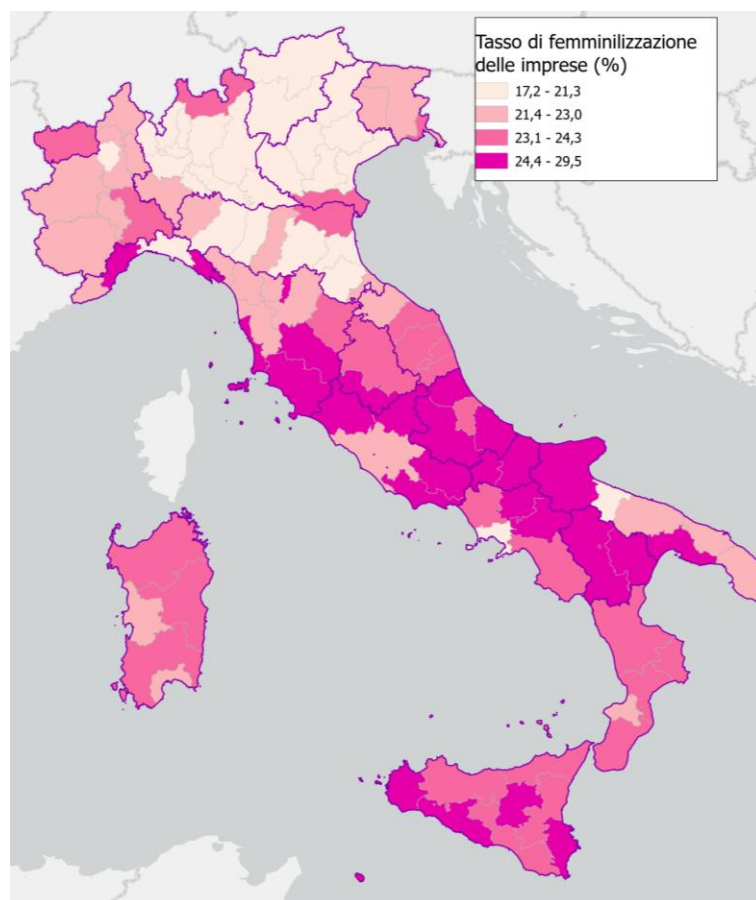 Tasso di femminilizzazione
delle imprese (%)
17,2 - 21,3
21,4 - 23,0
23,1 - 24,3
24,4 - 29,5